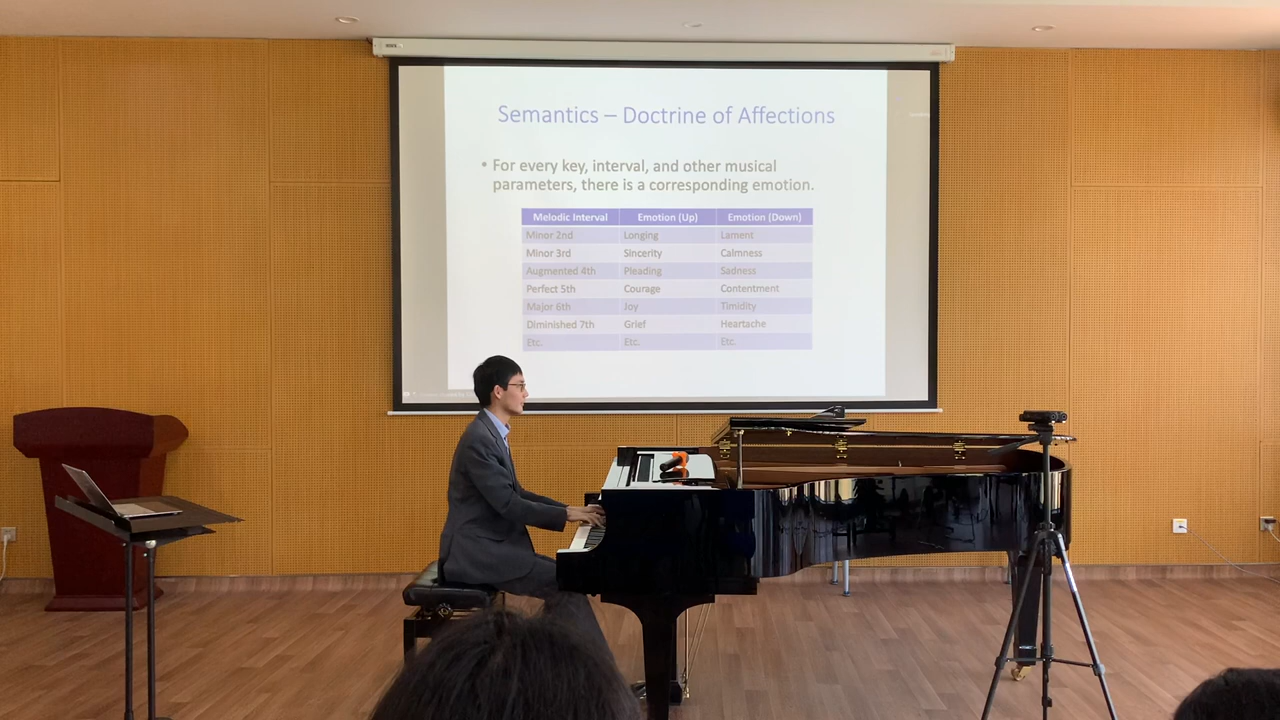 Semantics – Doctrine of Affections
• For every key, interval, and other musical
parameters, there is a corresponding emotion.
Melodic Interval Emotion (Up) Emotion (Down)
Minor 2nd Longing Lament
Minor 3rd Sincerity Calmness
Augmented 4th Pleading Sadness
Perfect 5th Courage Contentment
Major 6th Joy Timidity
Diminished 7th Grief Heartache
Etc. Etc. Etc.